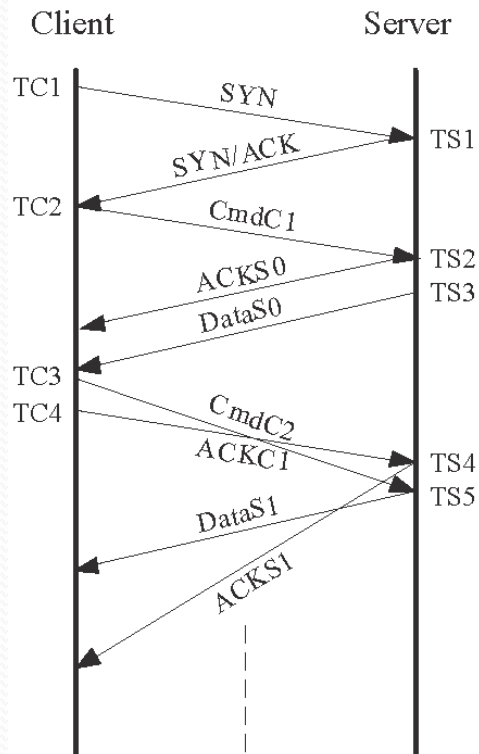 Client Server
TC1
SYN
TS1
SYN/ACK
TC2
CmdC1
TS2
ACKS0
TS3
DataS0
TC3
CmdC2
TC4
ACKC1
TS4
TS5
DataS1
ACKS1